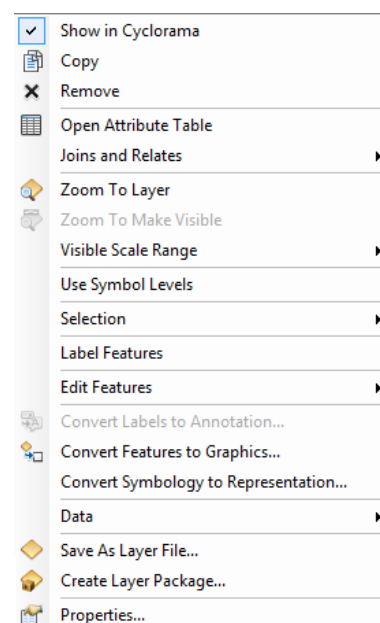 Show in Cyclorama
Copy
Remove
Open Attribute Table
Joins and Relates
Zoom To Layer
Zoom To Make Visible
Visible Scale Range
Use Symbol Levels
Selection
Label Features
Edit Features
Convert Labels to Annotation...
Convert Features to Graphics...
Convert Symbology to Representation...
Data
Save As Layer File...
Create Layer Package...
Properties...